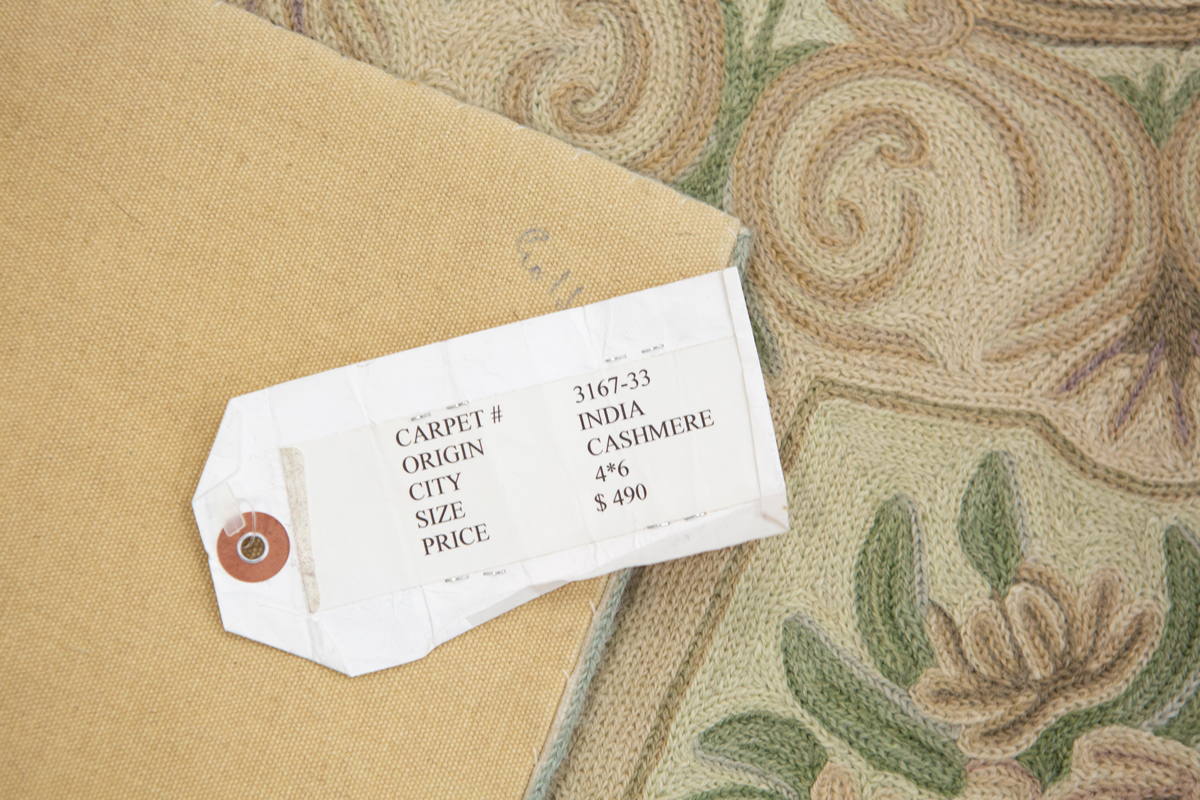 CARPET # 3167-33
ORIGIN INDIA
CITY CASHMERE
SIZE 4*6
PRICE $ 490